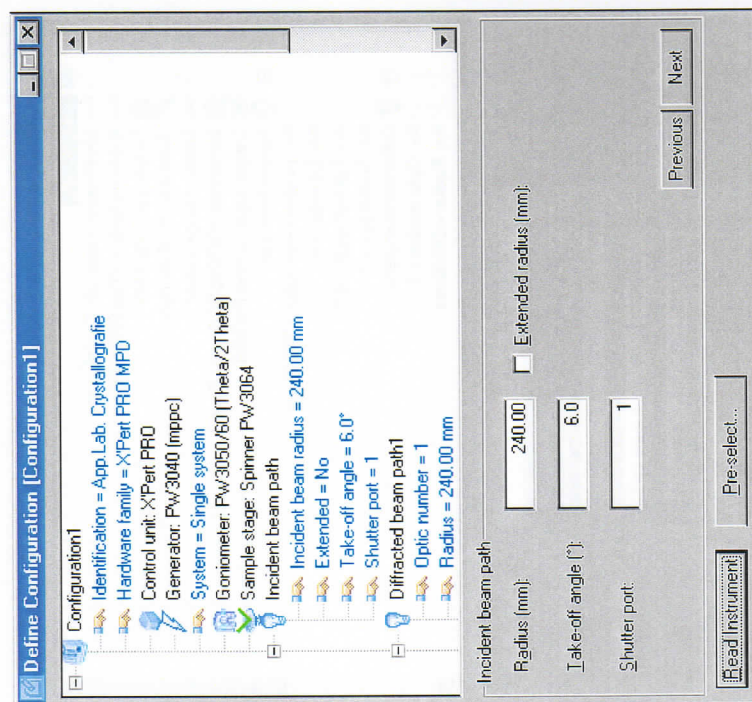 Define Configuration [Configuration1]
Configuration1
Identification = App.Lab. Crystallografie
Hardware family = X'Pert PRO MPD
Control unit: X'Pert PRO
Generator: PW3040 (mppc)
System = Single system
Goniometer: PW3050/60 (Theta/2Theta)
Sample stage: Spinner PW3064
Incident beam path
Incident beam radius = 240.00 mm
Extended = No
Take-off angle = 6.0°
Shutter port = 1
Diffracted beam path1
Optic number = 1
Radius = 240.00 mm
Incident beam path
Radius (mm): 240.00 Extended radius (mm):
Take-off angle (°): 6.0
Shutter port: 1
Previous Next
Read Instrument Pre-select...